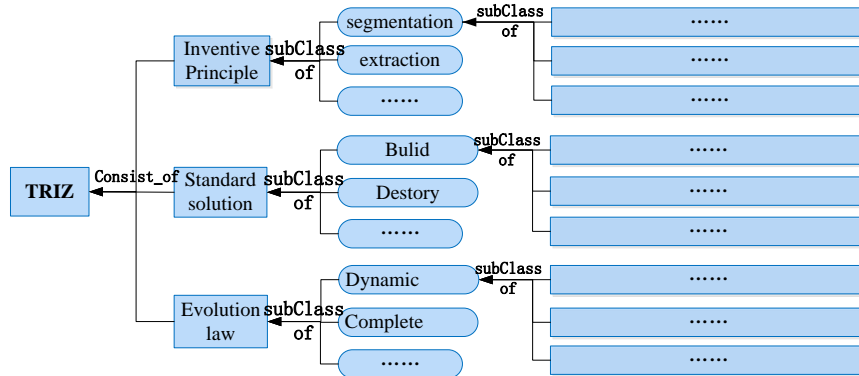 TRIZ
Consist_of
Inventive
Principle
subClass
of
segmentation
extraction
……
subClass
of
……
……
……
Standard
solution
subClass
of
Bulid
Destory
……
subClass
of
……
……
……
Evolution
law
subClass
of
Dynamic
Complete
……
subClass
of
……
……
……